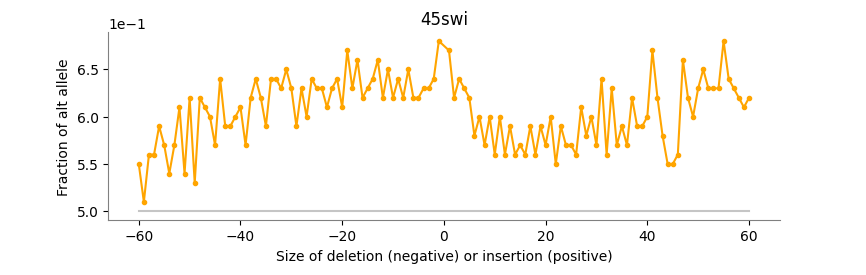 45swi
1e−1
Fraction of alt allele
6.5
6.0
5.5
5.0
−60 −40 −20 0 20 40 60
Size of deletion (negative) or insertion (positive)